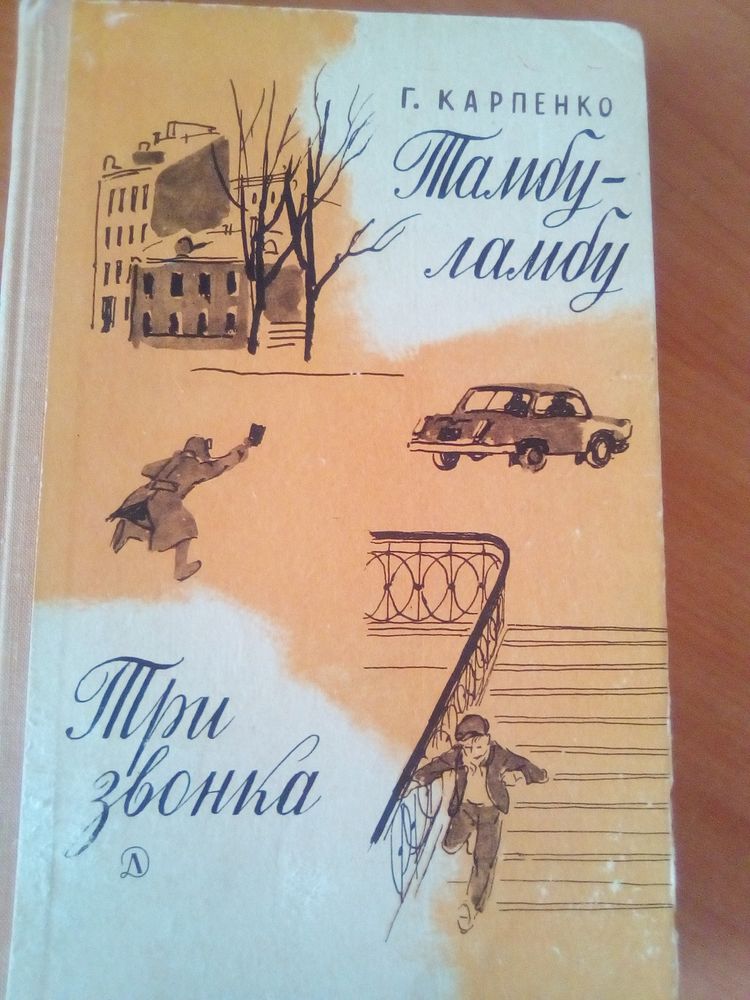 Г. КАРПЕНКО
Тамбу-
ламбу
Три
звонка
Д